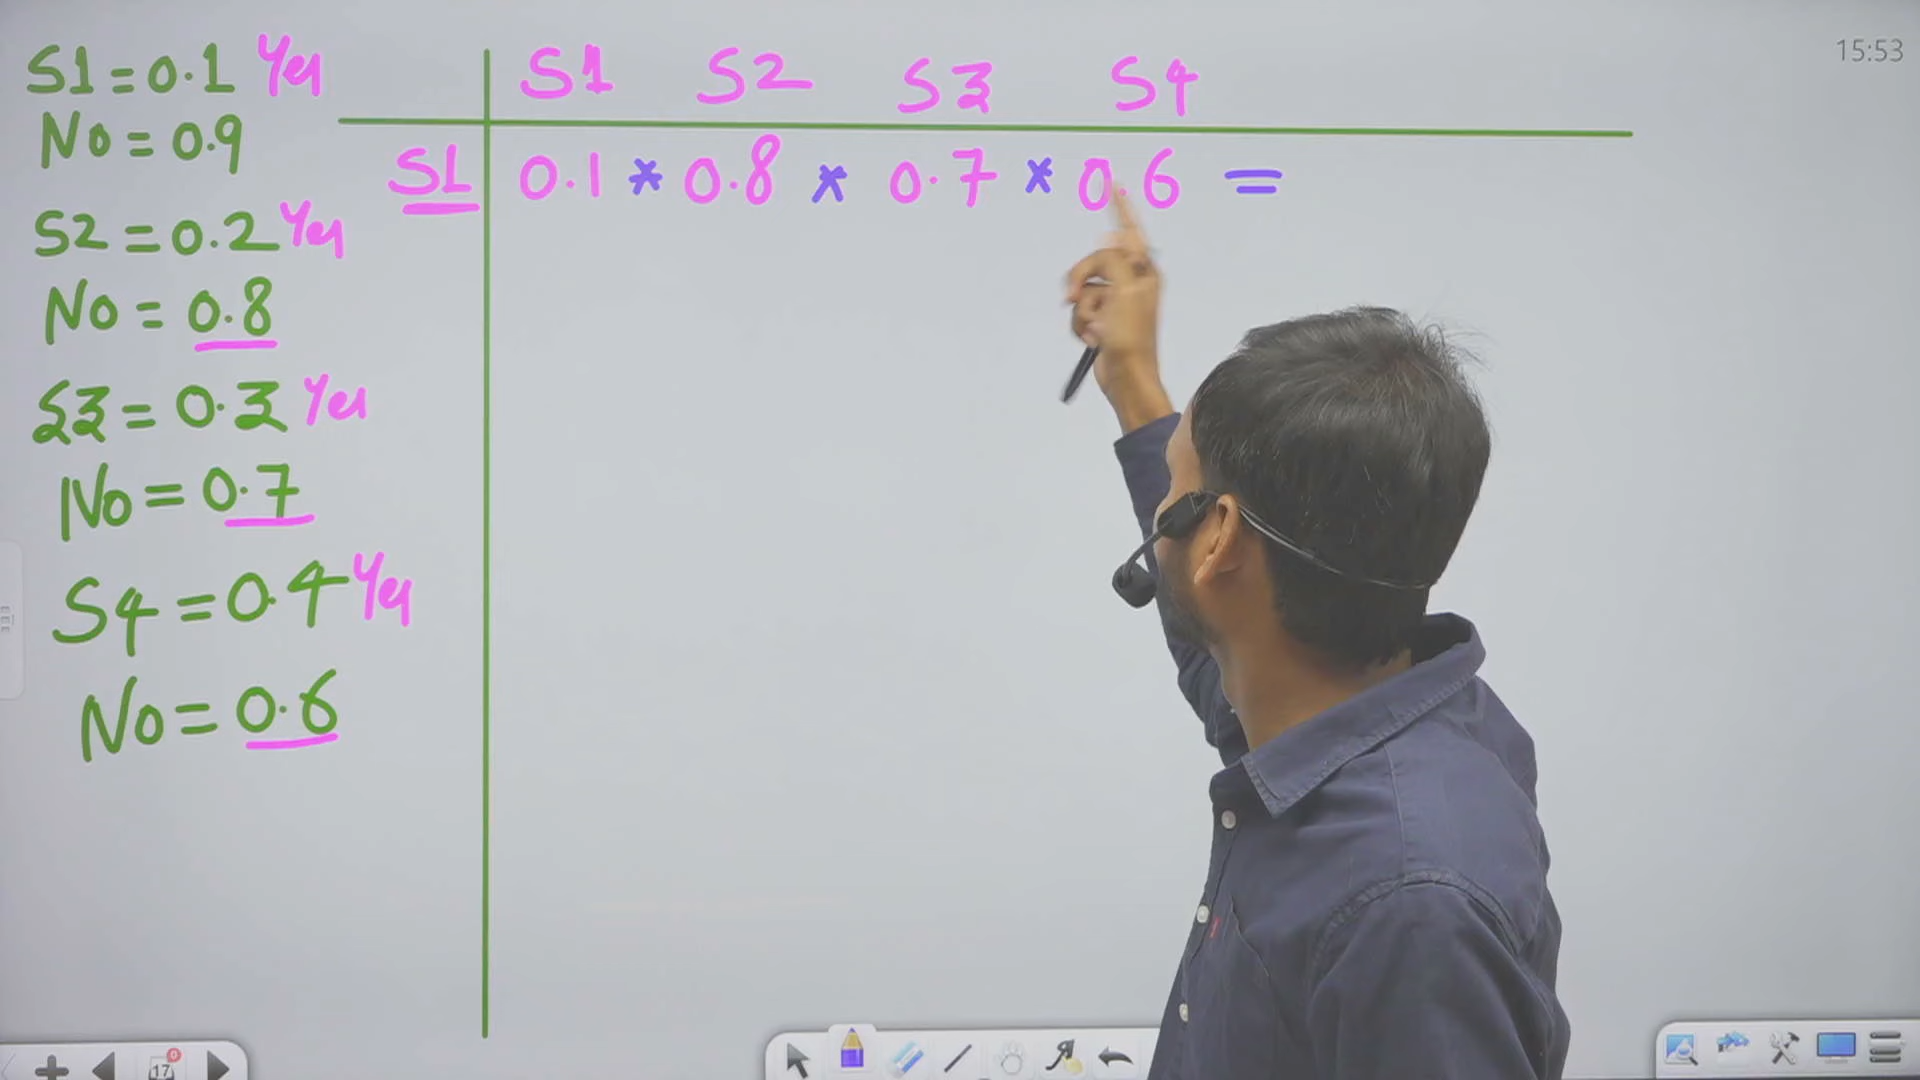 15:53
S1 = 0.1 Yes
No = 0.9
S2 = 0.2 Yes
No = 0.8
S3 = 0.3 Yes
No = 0.7
S4 = 0.4 Yes
No = 0.6
S1 S2 S3 S4
S1 0.1 * 0.8 * 0.7 * 0.6 =
17
0